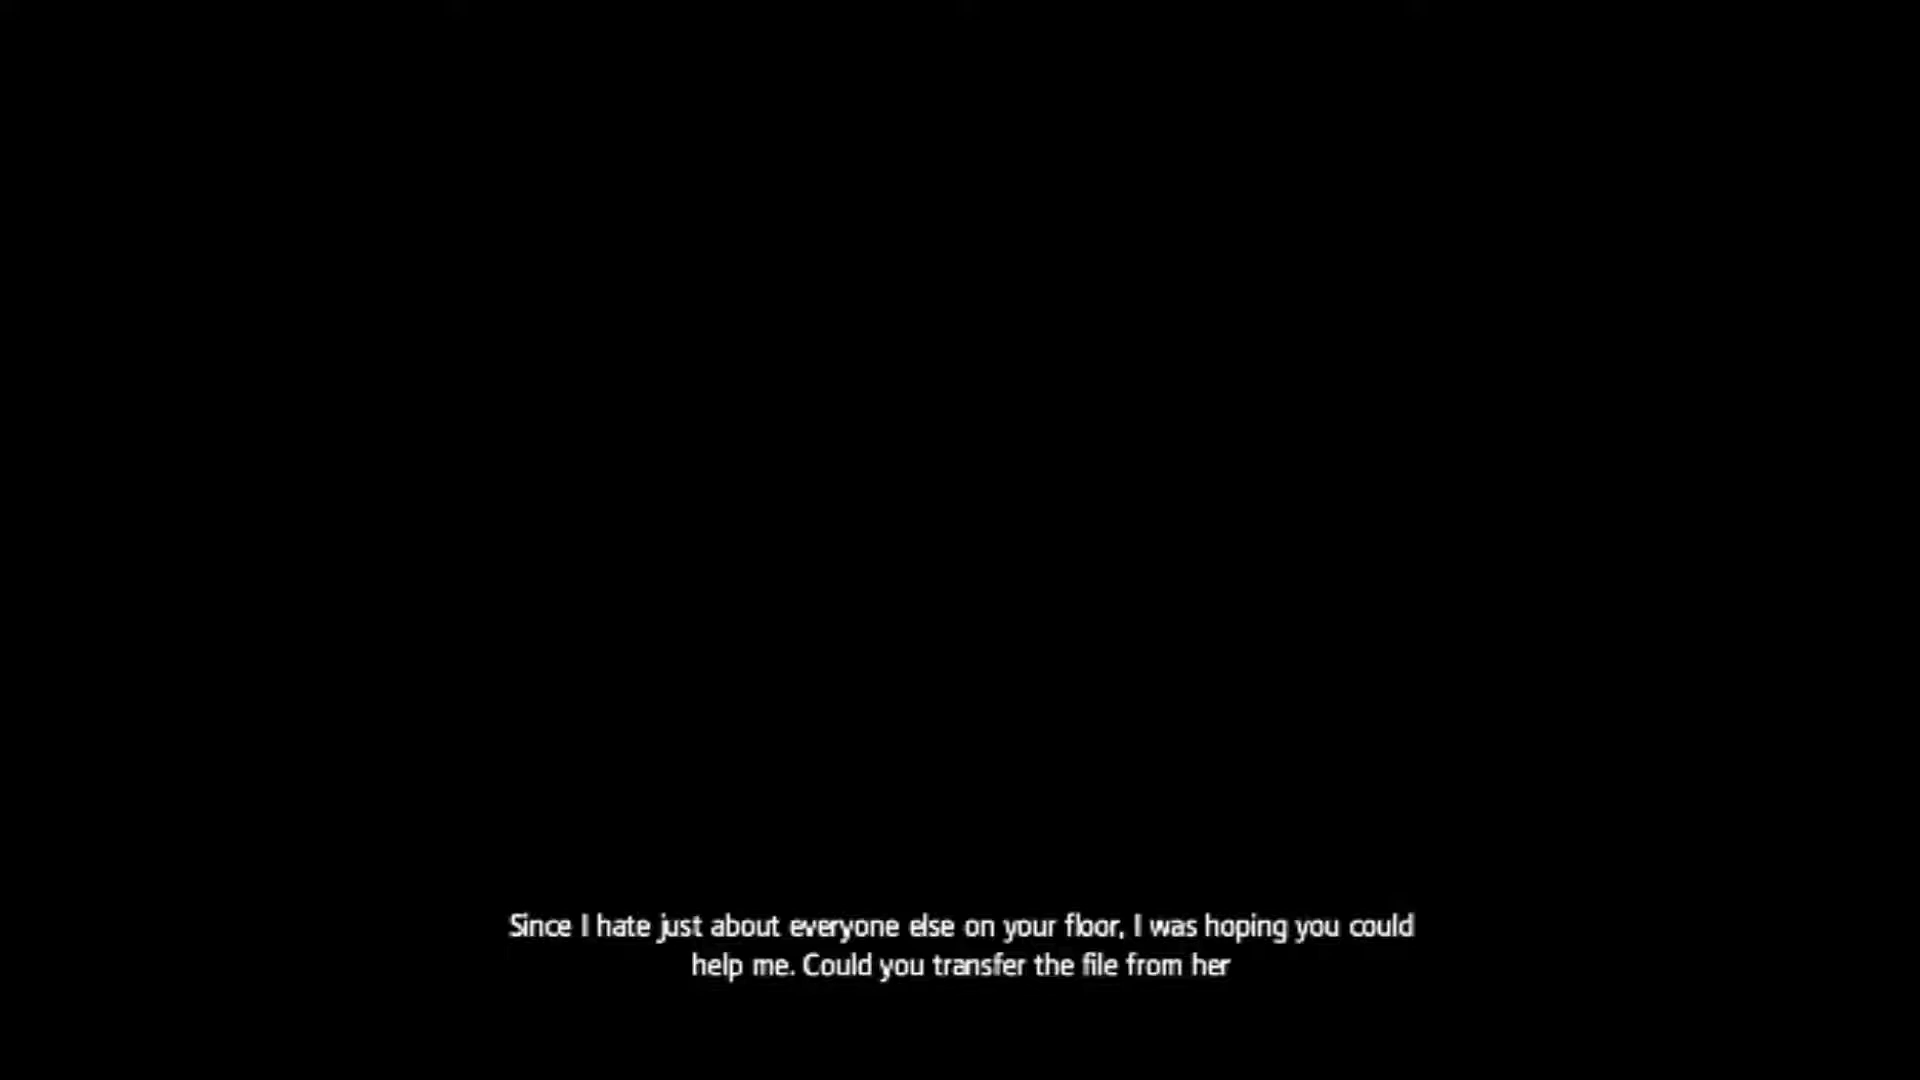 Since I hate just about everyone else on your floor, I was hoping you could
help me. Could you transfer the file from her